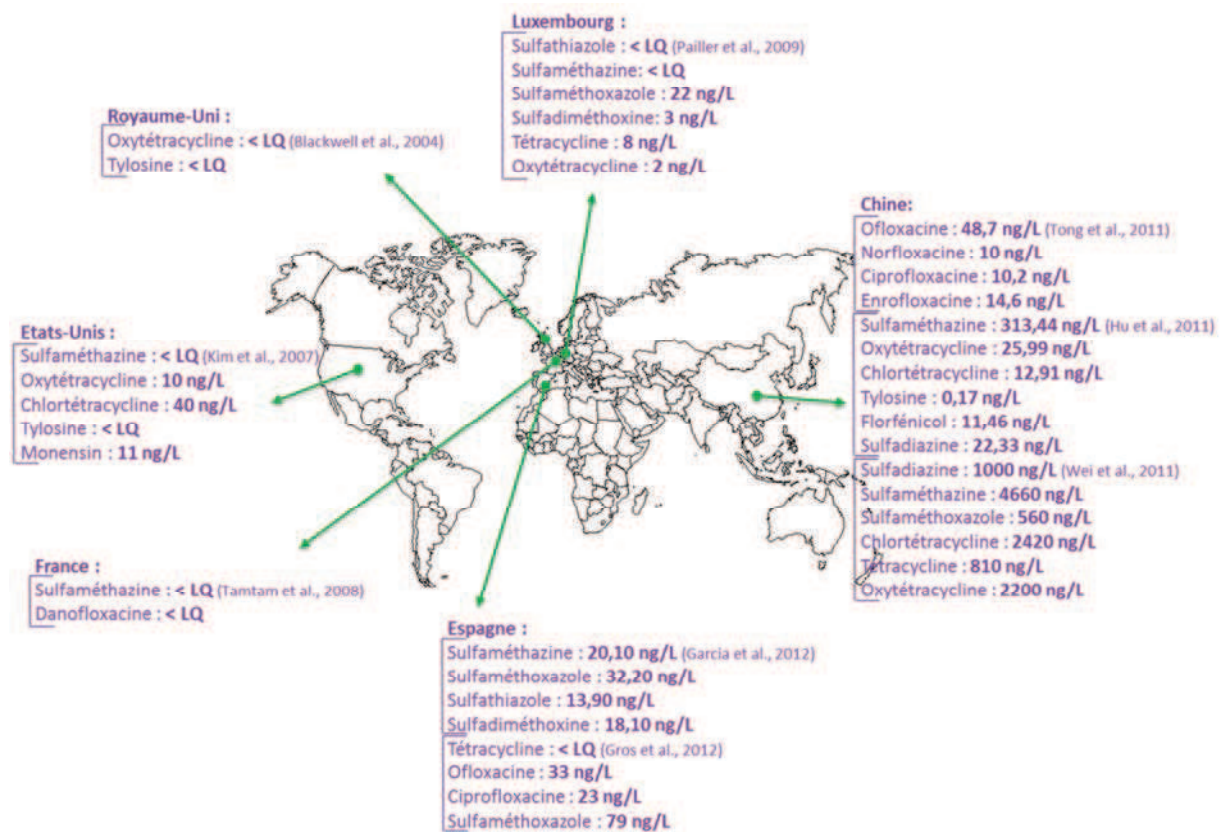 Luxembourg :
Sulfathiazole : < LQ (Pailler et al., 2009)
Sulfaméthazine: < LQ
Sulfaméthoxazole : 22 ng/L
Sulfadiméthoxine: 3 ng/L
Tétracycline : 8 ng/L
Oxytétracycline : 2 ng/L
Royaume-Uni :
Oxytétracycline : < LQ (Blackwell et al., 2004)
Tylosine : < LQ
Chine:
Ofloxacine : 48,7 ng/L (Tong et al., 2011)
Norfloxacine : 10 ng/L
Ciprofloxacine : 10,2 ng/L
Enrofloxacine : 14,6 ng/L
Sulfaméthazine : 313,44 ng/L (Hu et al., 2011)
Oxytétracycline : 25,99 ng/L
Chlortétracycline : 12,91 ng/L
Tylosine : 0,17 ng/L
Florfénicol : 11,46 ng/L
Sulfadiazine : 22,33 ng/L
Sulfadiazine : 1000 ng/L (Wei et al., 2011)
Sulfaméthazine : 4660 ng/L
Sulfaméthoxazole : 560 ng/L
Chlortétracycline : 2420 ng/L
Tétracycline : 810 ng/L
Oxytétracycline : 2200 ng/L
Etats-Unis :
Sulfaméthazine : < LQ (Kim et al., 2007)
Oxytétracycline : 10 ng/L
Chlortétracycline : 40 ng/L
Tylosine : < LQ
Monensin : 11 ng/L
France :
Sulfaméthazine : < LQ (Tamtam et al., 2008)
Danofloxacine : < LQ
Espagne :
Sulfaméthazine : 20,10 ng/L (Garcia et al., 2012)
Sulfaméthoxazole : 32,20 ng/L
Sulfathiazole : 13,90 ng/L
Sulfadiméthoxine : 18,10 ng/L
Tétracycline : < LQ (Gros et al., 2012)
Ofloxacine : 33 ng/L
Ciprofloxacine : 23 ng/L
Sulfaméthoxazole : 79 ng/L